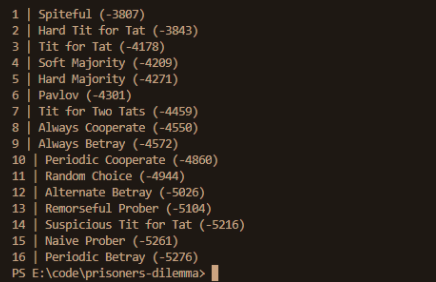 1 | Spiteful (-3807)
2 | Hard Tit for Tat (-3843)
3 | Tit for Tat (-4178)
4 | Soft Majority (-4209)
5 | Hard Majority (-4271)
6 | Pavlov (-4301)
7 | Tit for Two Tats (-4459)
8 | Always Cooperate (-4550)
9 | Always Betray (-4572)
10 | Periodic Cooperate (-4860)
11 | Random Choice (-4944)
12 | Alternate Betray (-5026)
13 | Remorseful Prober (-5104)
14 | Suspicious Tit for Tat (-5216)
15 | Naive Prober (-5261)
16 | Periodic Betray (-5276)
PS E:\code\prisoners-dilemma>